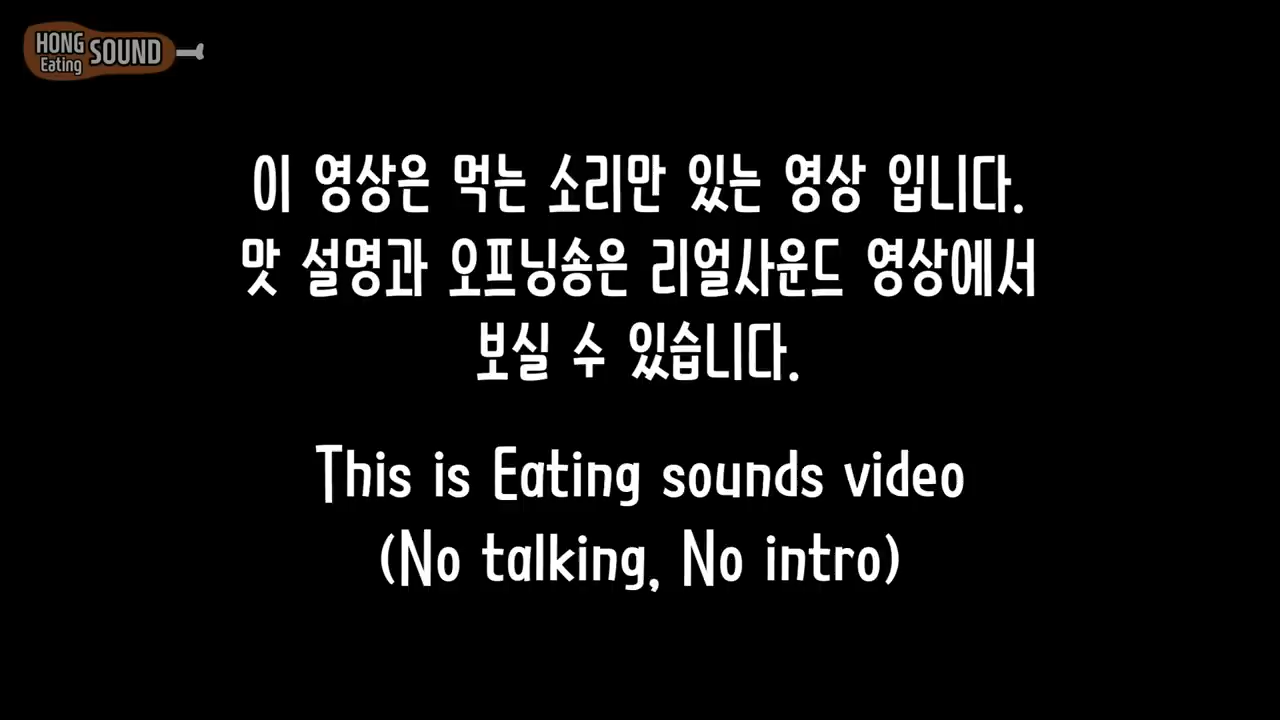 HONG
Eating SOUND
이 영상은 먹는 소리만 있는 영상 입니다.
맛 설명과 오프닝송은 리얼사운드 영상에서
보실 수 있습니다.
This is Eating sounds video
(No talking, No intro)